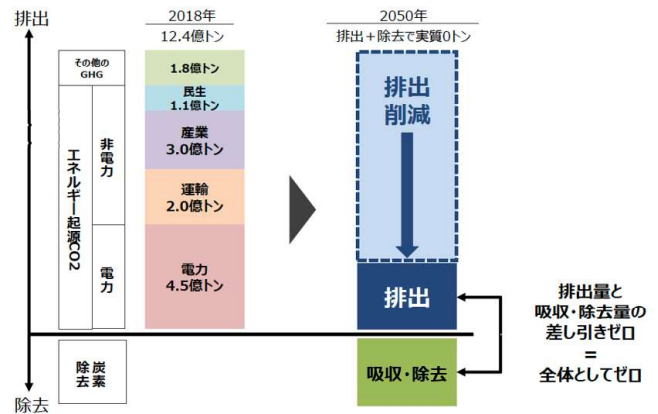 排出
2018年
12.4億トン
2050年
排出＋除去で実質0トン
その他の
GHG
1.8億トン
民生
1.1億トン
産業
3.0億トン
運輸
2.0億トン
電力
4.5億トン
エネルギー起源CO2
非電力
電力
排出
削減
排出
排出量と
吸収・除去量の
差し引きゼロ
=
全体としてゼロ
炭素
除去
吸収・除去
除去